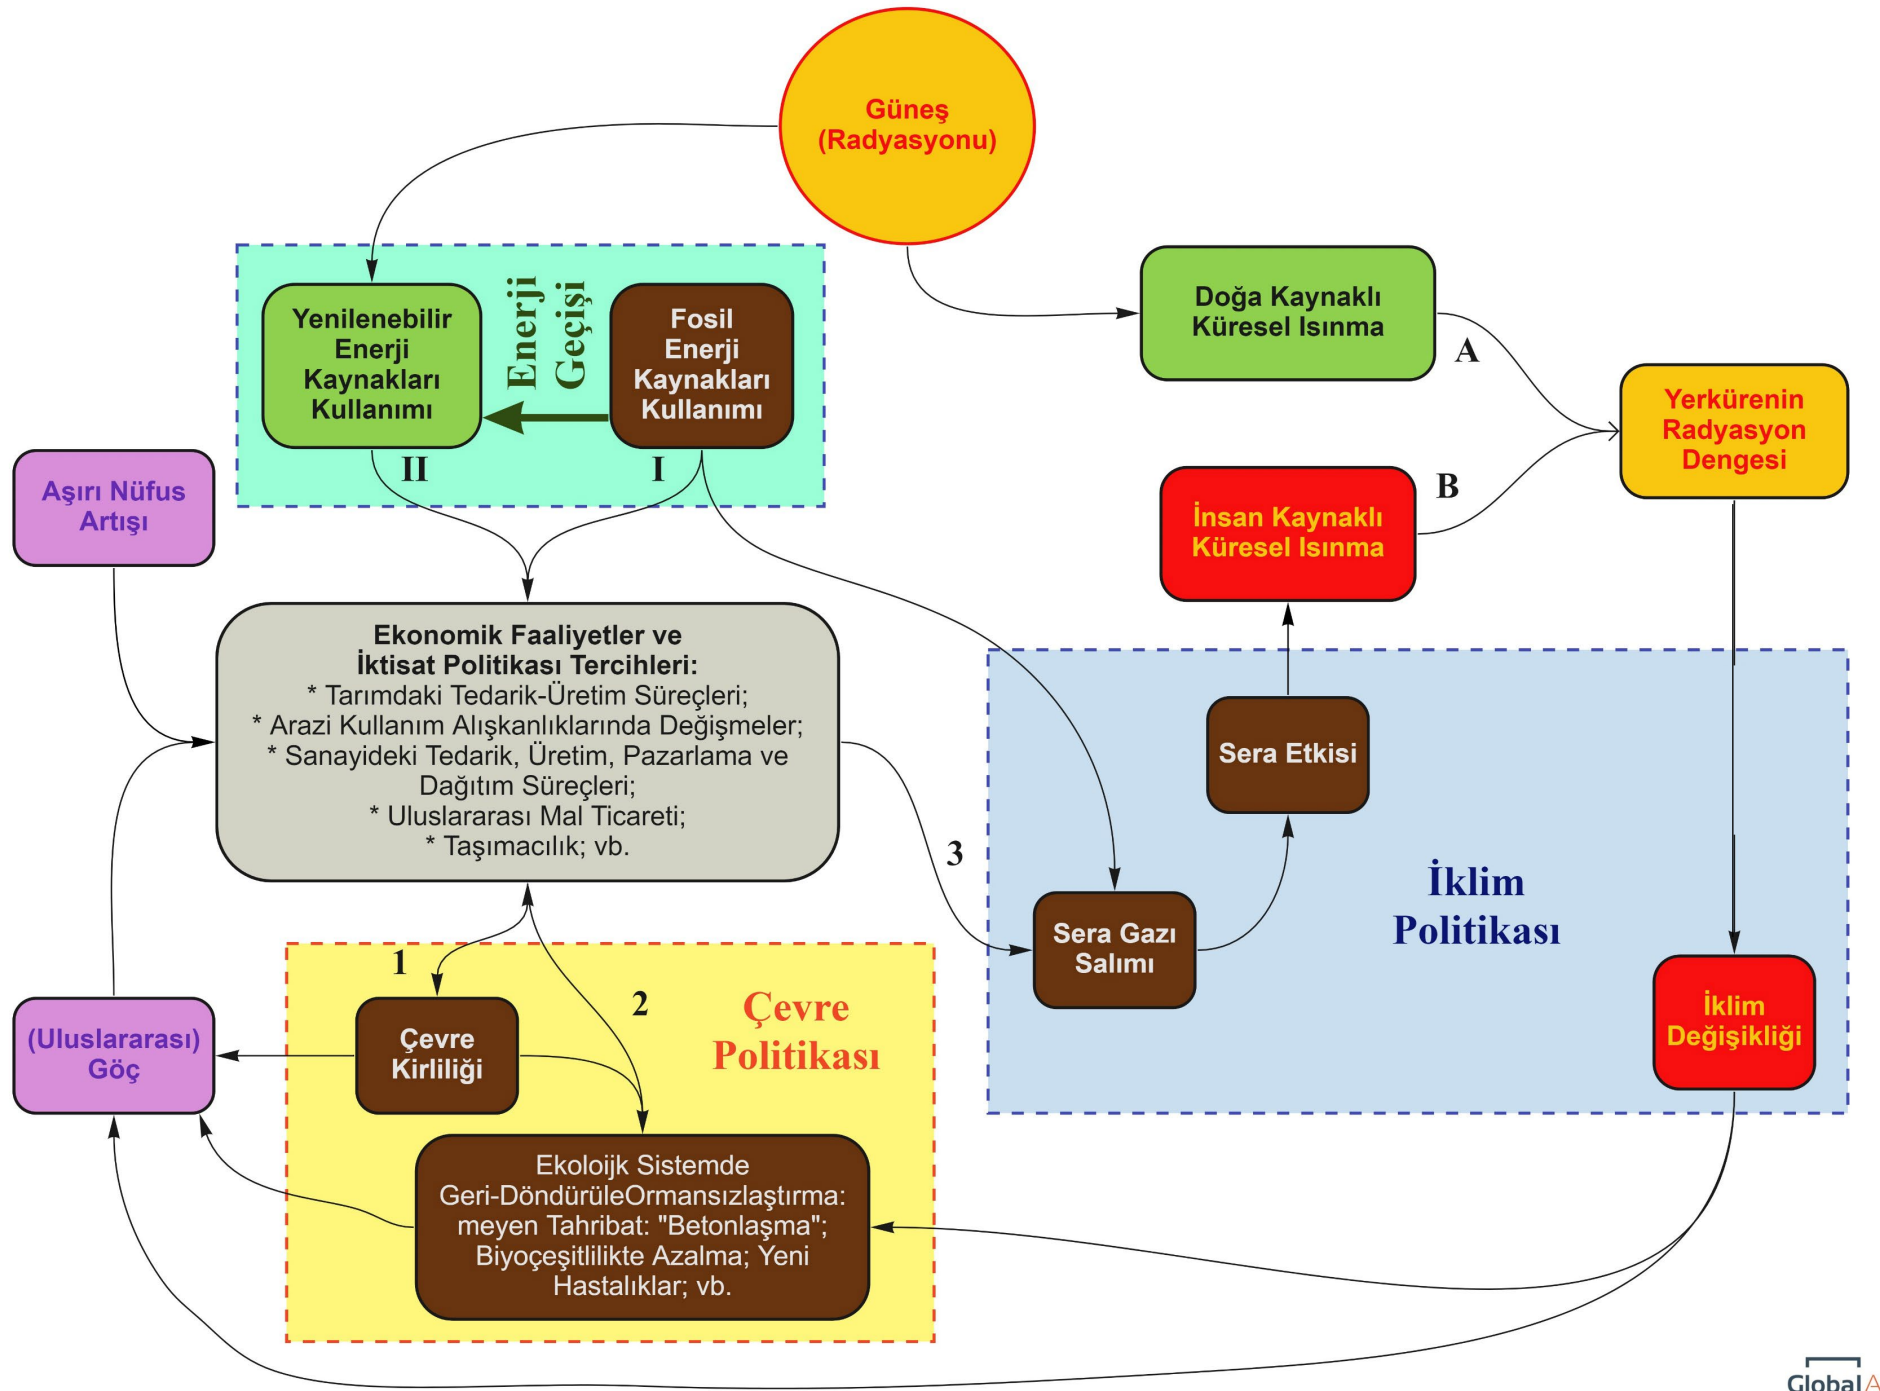 Güneş
(Radyasyonu)
Yenilenebilir
Enerji
Kaynakları
Kullanımı
Enerji
Geçişi
Fosil
Enerji
Kaynakları
Kullanımı
Doğa Kaynaklı
Küresel Isınma
A
Yerkürenin
Radyasyon
Dengesi
II
I
Aşırı Nüfus
Artışı
B
İnsan Kaynaklı
Küresel Isınma
Ekonomik Faaliyetler ve
İktisat Politikası Tercihleri:
* Tarımdaki Tedarik-Üretim Süreçleri;
* Arazi Kullanım Alışkanlıklarında Değişmeler;
* Sanayideki Tedarik, Üretim, Pazarlama ve
Dağıtım Süreçleri;
* Uluslararası Mal Ticareti;
* Taşımacılık; vb.
Sera Etkisi
3
İklim
Politikası
Sera Gazı
Salımı
1
2
Çevre
Politikası
(Uluslararası)
Göç
Çevre
Kirliliği
İklim
Değişikliği
Ekoloijk Sistemde
Geri-DöndürüleOrmansızlaştırma:
meyen Tahribat: "Betonlaşma";
Biyoçeşitlilikte Azalma; Yeni
Hastalıklar; vb.
Global A